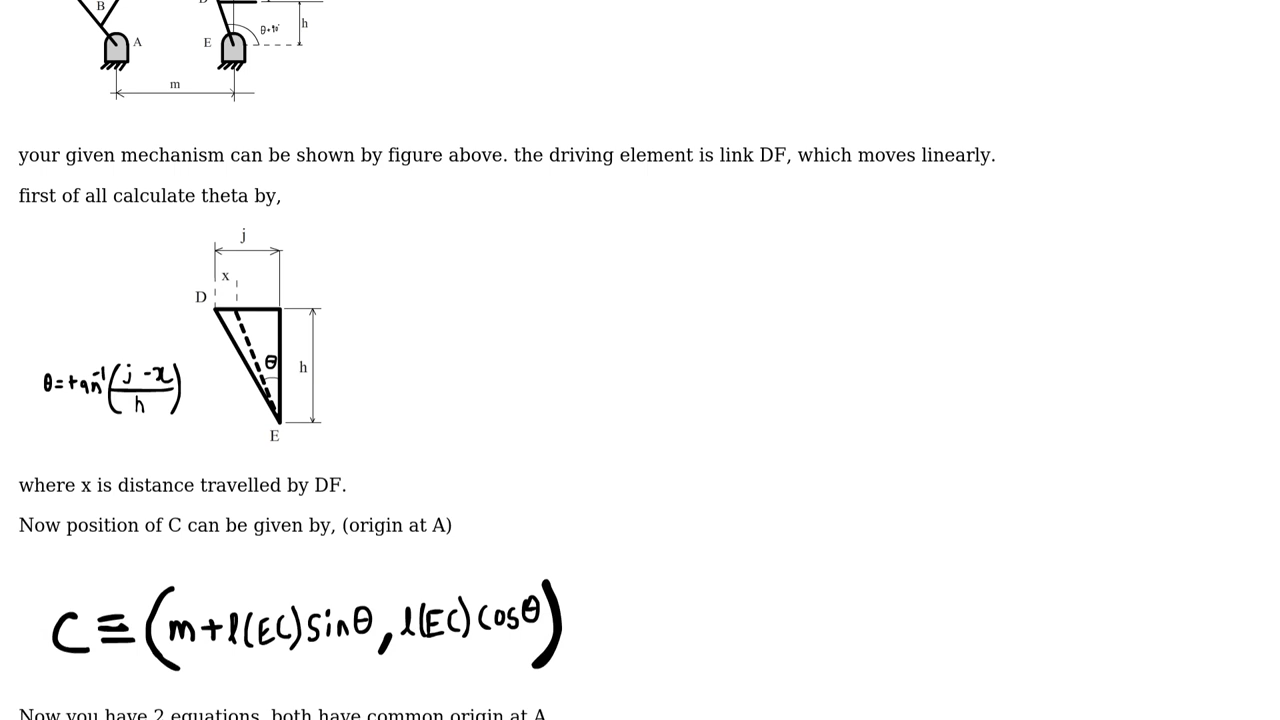 B
h
θ+90°
A
E
m
your given mechanism can be shown by figure above. the driving element is link DF, which moves linearly.
first of all calculate theta by,
j
x
D
θ
h
θ=tan⁻¹((j-x)/h)
E
where x is distance travelled by DF.
Now position of C can be given by, (origin at A)
C≡(m+l(EC)sinθ, l(EC)cosθ)
Now you have 2 equations, both have common origin at A